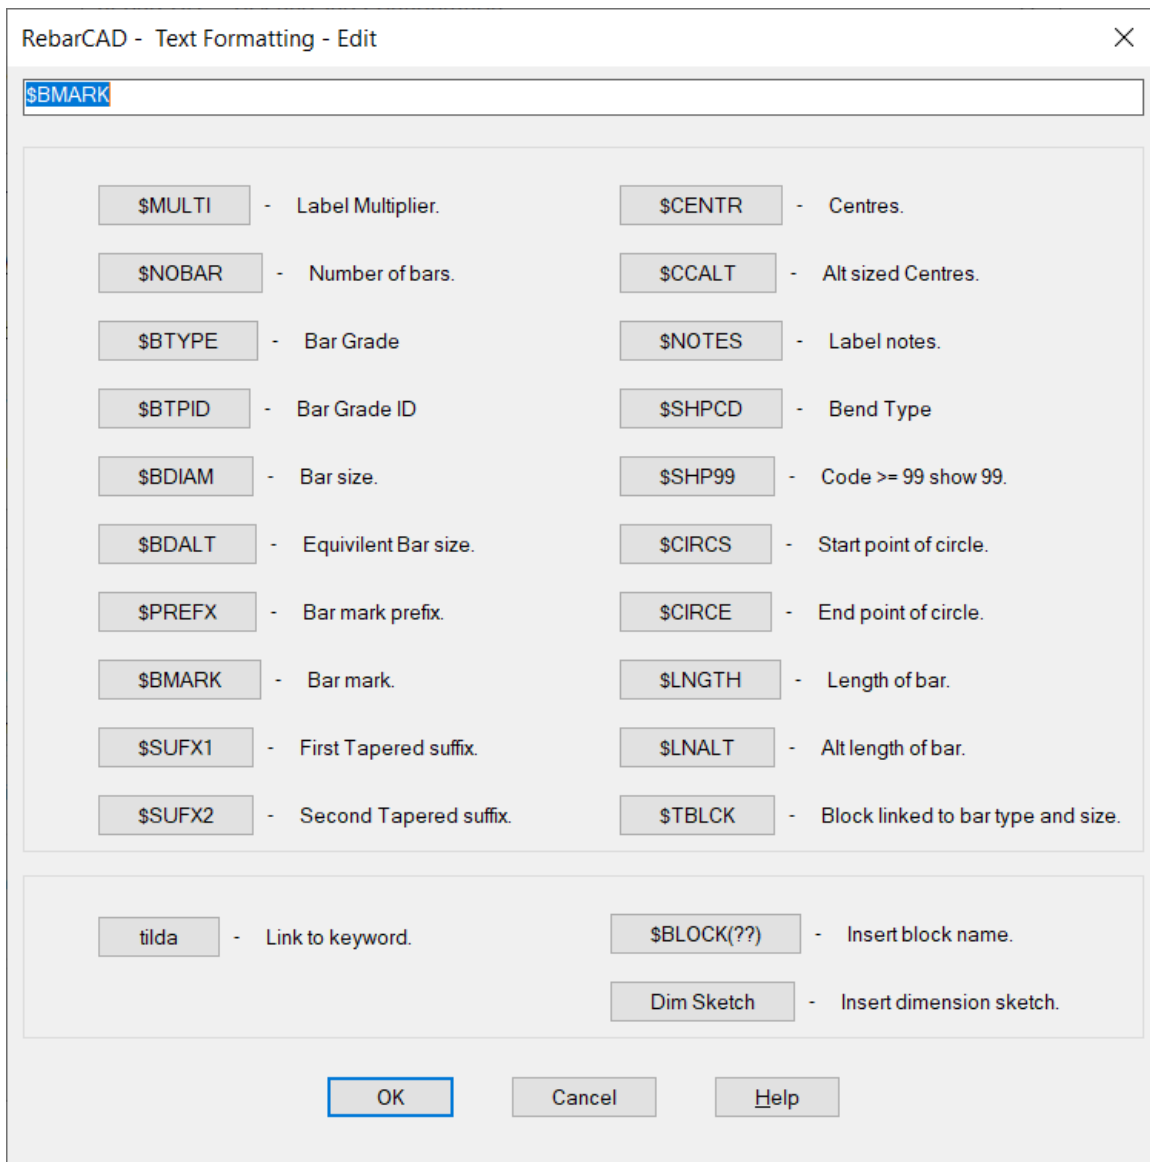 RebarCAD -  Text Formatting - Edit
$BMARK
$MULTI - Label Multiplier.
$NOBAR - Number of bars.
$BTYPE - Bar Grade
$BTPID - Bar Grade ID
$BDIAM - Bar size.
$BDALT - Equivilent Bar size.
$PREFX - Bar mark prefix.
$BMARK - Bar mark.
$SUFX1 - First Tapered suffix.
$SUFX2 - Second Tapered suffix.
$CENTR - Centres.
$CCALT - Alt sized Centres.
$NOTES - Label notes.
$SHPCD - Bend Type
$SHP99 - Code >= 99 show 99.
$CIRCS - Start point of circle.
$CIRCE - End point of circle.
$LNGTH - Length of bar.
$LNALT - Alt length of bar.
$TBLCK - Block linked to bar type and size.
tilda - Link to keyword.
$BLOCK(??) - Insert block name.
Dim Sketch - Insert dimension sketch.
OK
Cancel
Help